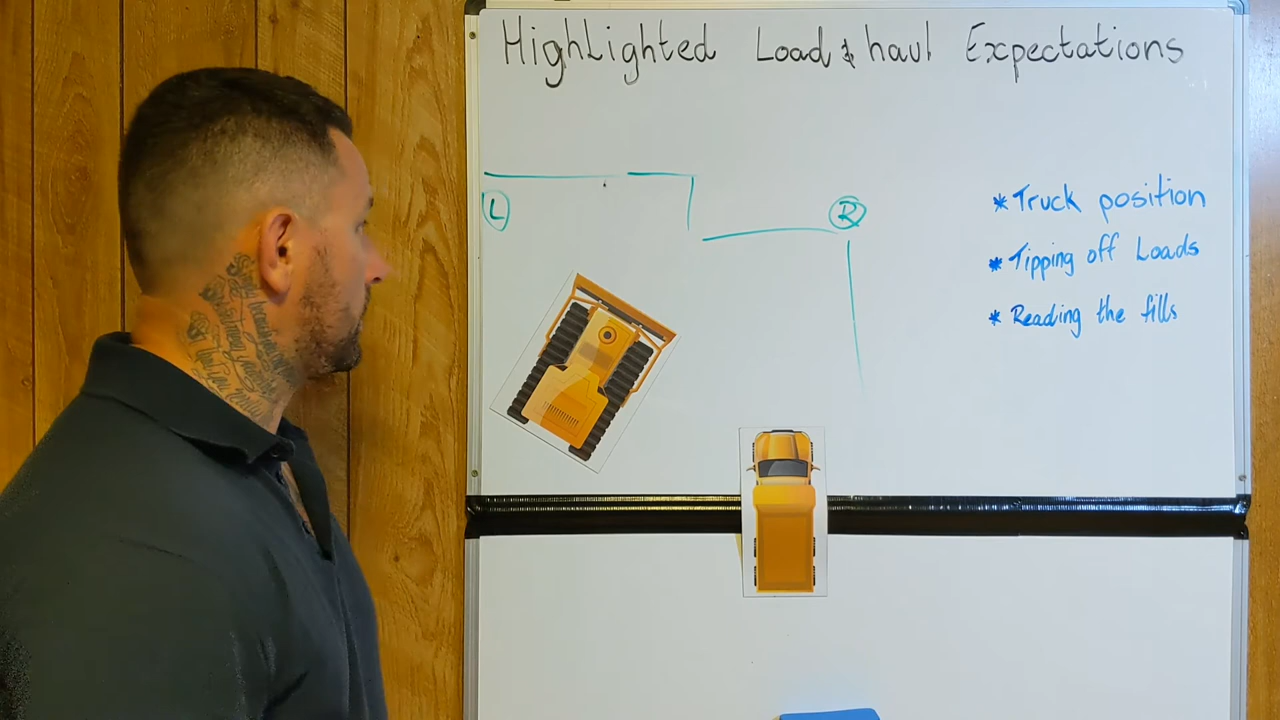 HighLighted Load & haul Expectations
L
R
* Truck position
* Tipping off Loads
* Reading the fills